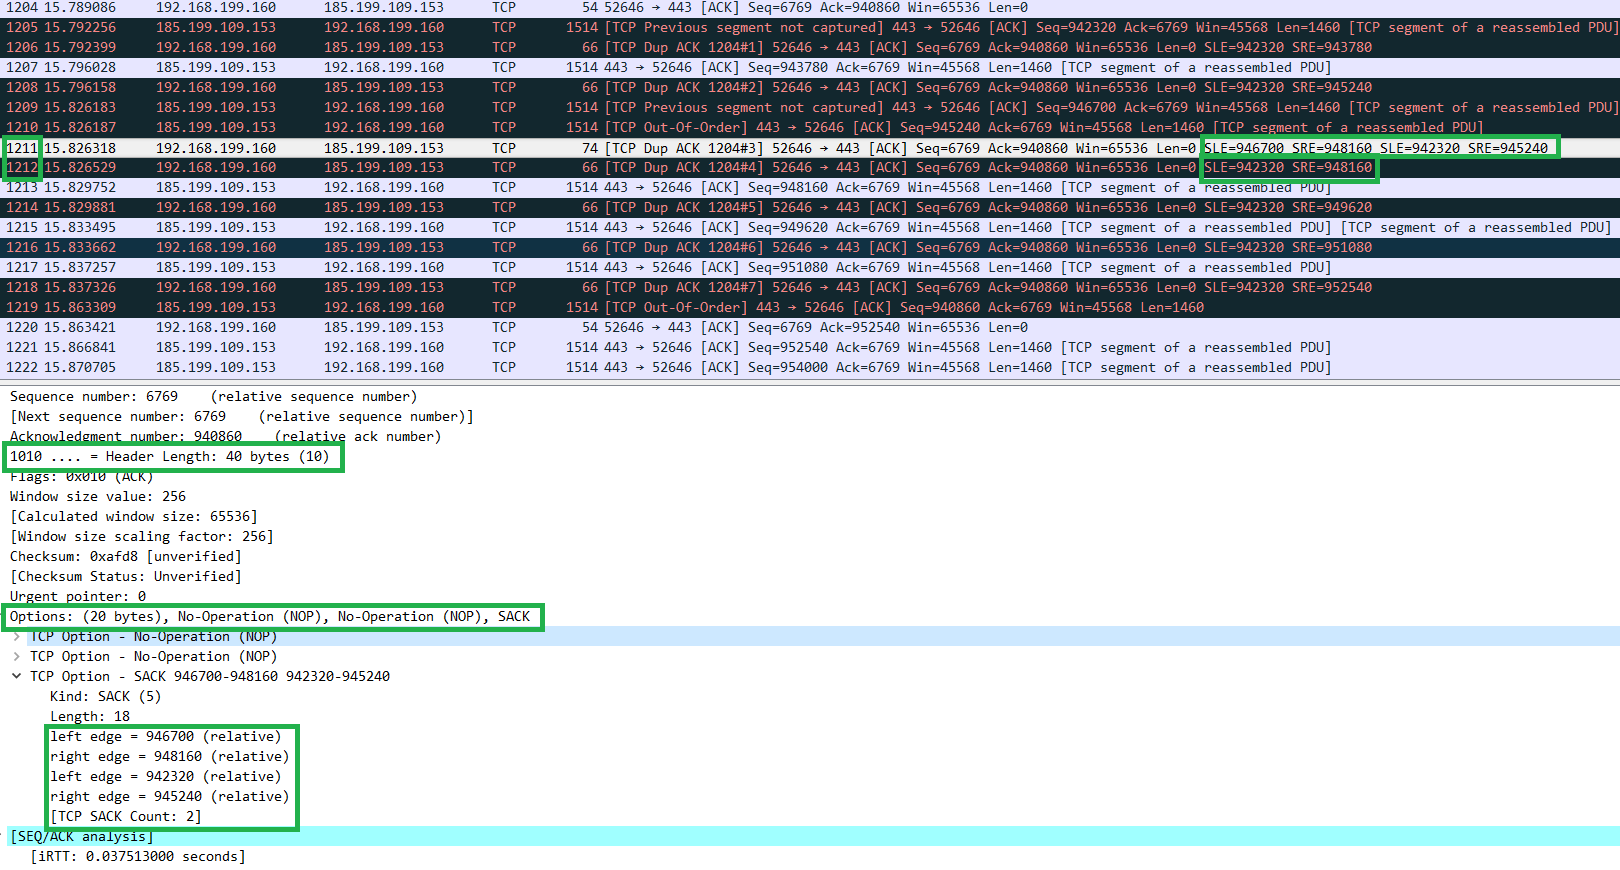 1204 15.789086 192.168.199.160 185.199.109.153 TCP 54 52646 → 443 [ACK] Seq=6769 Ack=940860 Win=65536 Len=0
1205 15.792256 185.199.109.153 192.168.199.160 TCP 1514 [TCP Previous segment not captured] 443 → 52646 [ACK] Seq=942320 Ack=6769 Win=45568 Len=1460 [TCP segment of a reassembled PDU]
1206 15.792399 192.168.199.160 185.199.109.153 TCP 66 [TCP Dup ACK 1204#1] 52646 → 443 [ACK] Seq=6769 Ack=940860 Win=65536 Len=0 SLE=942320 SRE=943780
1207 15.796028 185.199.109.153 192.168.199.160 TCP 1514 443 → 52646 [ACK] Seq=943780 Ack=6769 Win=45568 Len=1460 [TCP segment of a reassembled PDU]
1208 15.796158 192.168.199.160 185.199.109.153 TCP 66 [TCP Dup ACK 1204#2] 52646 → 443 [ACK] Seq=6769 Ack=940860 Win=65536 Len=0 SLE=942320 SRE=945240
1209 15.826183 185.199.109.153 192.168.199.160 TCP 1514 [TCP Previous segment not captured] 443 → 52646 [ACK] Seq=946700 Ack=6769 Win=45568 Len=1460 [TCP segment of a reassembled PDU]
1210 15.826187 185.199.109.153 192.168.199.160 TCP 1514 [TCP Out-Of-Order] 443 → 52646 [ACK] Seq=945240 Ack=6769 Win=45568 Len=1460 [TCP segment of a reassembled PDU]
1211 15.826318 192.168.199.160 185.199.109.153 TCP 74 [TCP Dup ACK 1204#3] 52646 → 443 [ACK] Seq=6769 Ack=940860 Win=65536 Len=0 SLE=946700 SRE=948160 SLE=942320 SRE=945240
1212 15.826529 192.168.199.160 185.199.109.153 TCP 66 [TCP Dup ACK 1204#4] 52646 → 443 [ACK] Seq=6769 Ack=940860 Win=65536 Len=0 SLE=942320 SRE=948160
1213 15.829752 185.199.109.153 192.168.199.160 TCP 1514 443 → 52646 [ACK] Seq=948160 Ack=6769 Win=45568 Len=1460 [TCP segment of a reassembled PDU]
1214 15.829881 192.168.199.160 185.199.109.153 TCP 66 [TCP Dup ACK 1204#5] 52646 → 443 [ACK] Seq=6769 Ack=940860 Win=65536 Len=0 SLE=942320 SRE=949620
1215 15.833495 185.199.109.153 192.168.199.160 TCP 1514 443 → 52646 [ACK] Seq=949620 Ack=6769 Win=45568 Len=1460 [TCP segment of a reassembled PDU] [TCP segment of a reassembled PDU]
1216 15.833662 192.168.199.160 185.199.109.153 TCP 66 [TCP Dup ACK 1204#6] 52646 → 443 [ACK] Seq=6769 Ack=940860 Win=65536 Len=0 SLE=942320 SRE=951080
1217 15.837257 185.199.109.153 192.168.199.160 TCP 1514 443 → 52646 [ACK] Seq=951080 Ack=6769 Win=45568 Len=1460 [TCP segment of a reassembled PDU]
1218 15.837326 192.168.199.160 185.199.109.153 TCP 66 [TCP Dup ACK 1204#7] 52646 → 443 [ACK] Seq=6769 Ack=940860 Win=65536 Len=0 SLE=942320 SRE=952540
1219 15.863309 185.199.109.153 192.168.199.160 TCP 1514 [TCP Out-Of-Order] 443 → 52646 [ACK] Seq=940860 Ack=6769 Win=45568 Len=1460
1220 15.863421 192.168.199.160 185.199.109.153 TCP 54 52646 → 443 [ACK] Seq=6769 Ack=952540 Win=65536 Len=0
1221 15.866841 185.199.109.153 192.168.199.160 TCP 1514 443 → 52646 [ACK] Seq=952540 Ack=6769 Win=45568 Len=1460 [TCP segment of a reassembled PDU]
1222 15.870705 185.199.109.153 192.168.199.160 TCP 1514 443 → 52646 [ACK] Seq=954000 Ack=6769 Win=45568 Len=1460 [TCP segment of a reassembled PDU]
Sequence number: 6769 (relative sequence number)
[Next sequence number: 6769 (relative sequence number)]
Acknowledgment number: 940860 (relative ack number)
1010 .... = Header Length: 40 bytes (10)
Flags: 0x010 (ACK)
Window size value: 256
[Calculated window size: 65536]
[Window size scaling factor: 256]
Checksum: 0xafd8 [unverified]
[Checksum Status: Unverified]
Urgent pointer: 0
Options: (20 bytes), No-Operation (NOP), No-Operation (NOP), SACK
TCP Option - No-Operation (NOP)
TCP Option - No-Operation (NOP)
TCP Option - SACK 946700-948160 942320-945240
Kind: SACK (5)
Length: 18
left edge = 946700 (relative)
right edge = 948160 (relative)
left edge = 942320 (relative)
right edge = 945240 (relative)
[TCP SACK Count: 2]
[SEQ/ACK analysis]
[iRTT: 0.037513000 seconds]